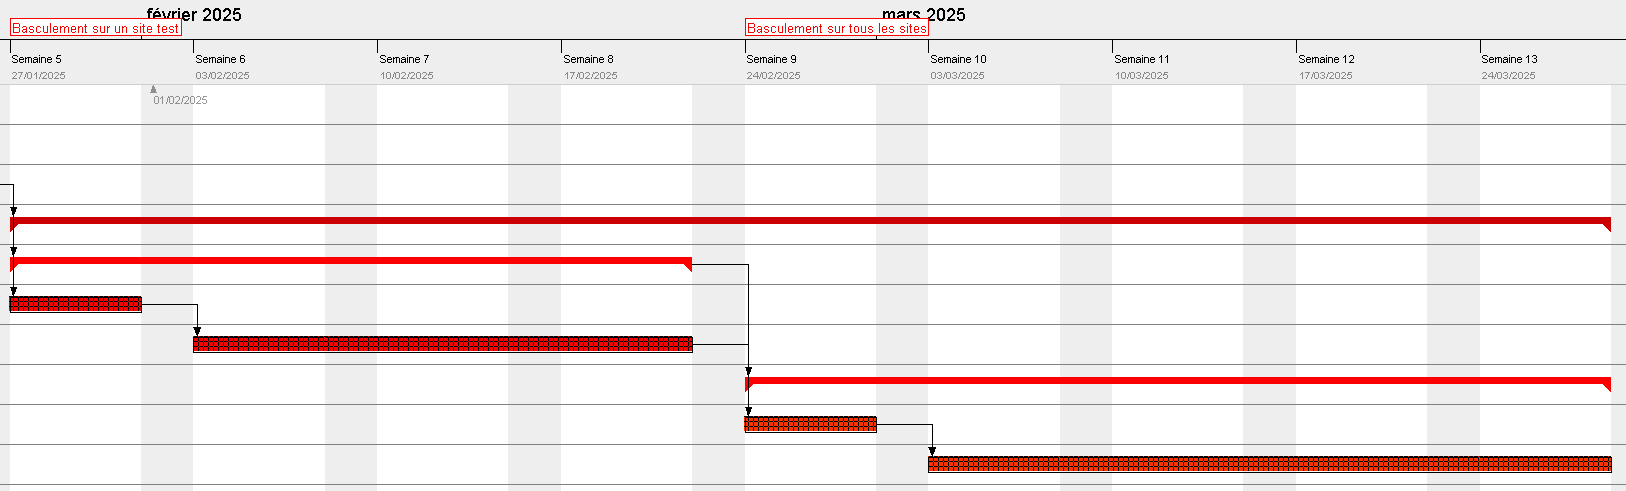 février 2025
mars 2025
Basculement sur un site test
Basculement sur tous les sites
Semaine 5
Semaine 6
Semaine 7
Semaine 8
Semaine 9
Semaine 10
Semaine 11
Semaine 12
Semaine 13
27/01/2025
03/02/2025
10/02/2025
17/02/2025
24/02/2025
03/03/2025
10/03/2025
17/03/2025
24/03/2025
01/02/2025